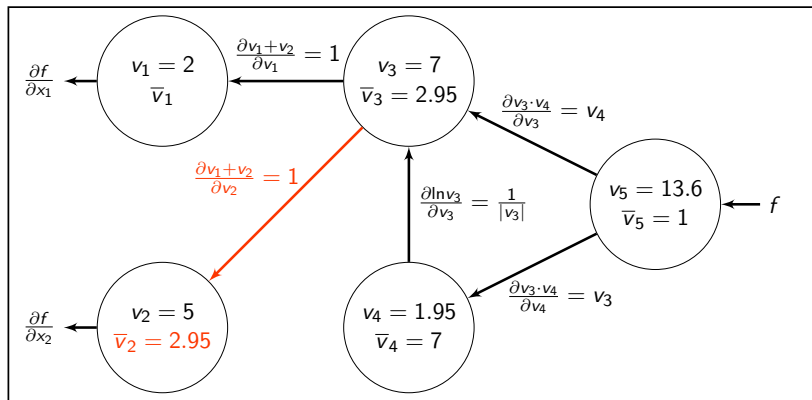 ∂v₁+v₂/∂v₁ = 1
v₁ = 2
v̅₁
v₃ = 7
v̅₃ = 2.95
∂f/∂x₁
∂v₃·v₄/∂v₃ = v₄
∂v₁+v₂/∂v₂ = 1
∂lnv₃/∂v₃ = 1/|v₃|
v₅ = 13.6
v̅₅ = 1
f
∂v₃·v₄/∂v₄ = v₃
v₂ = 5
v̅₂ = 2.95
v₄ = 1.95
v̅₄ = 7
∂f/∂x₂